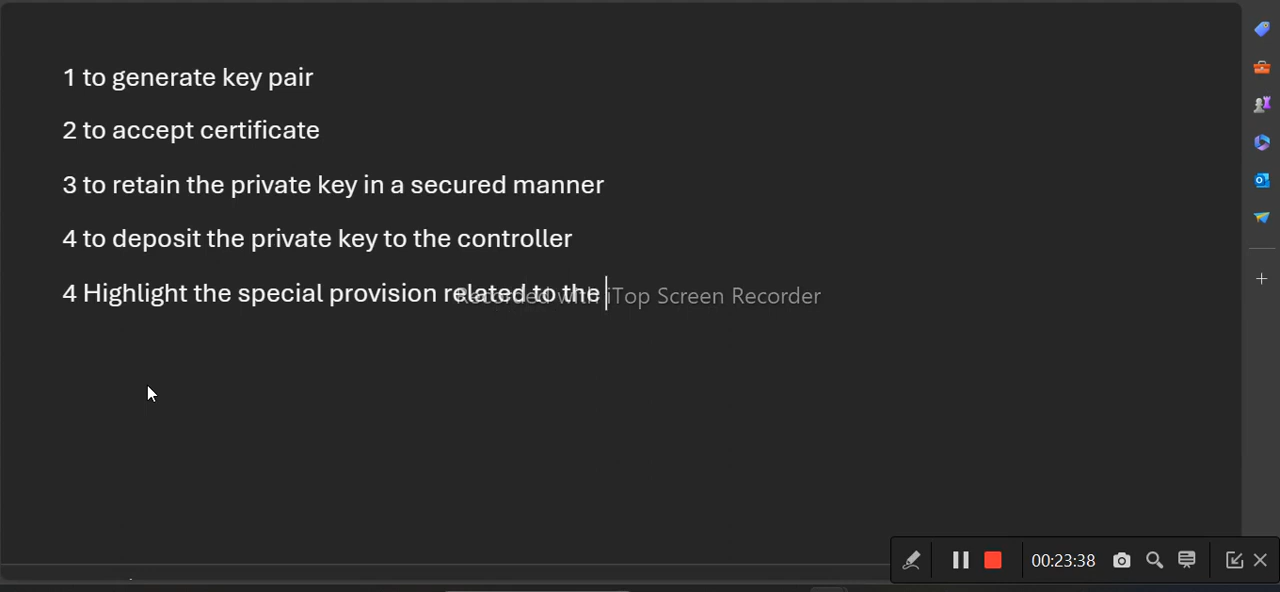 1 to generate key pair
2 to accept certificate
3 to retain the private key in a secured manner
4 to deposit the private key to the controller
4 Highlight the special provision related to the
Recorded with iTop Screen Recorder
00:23:38